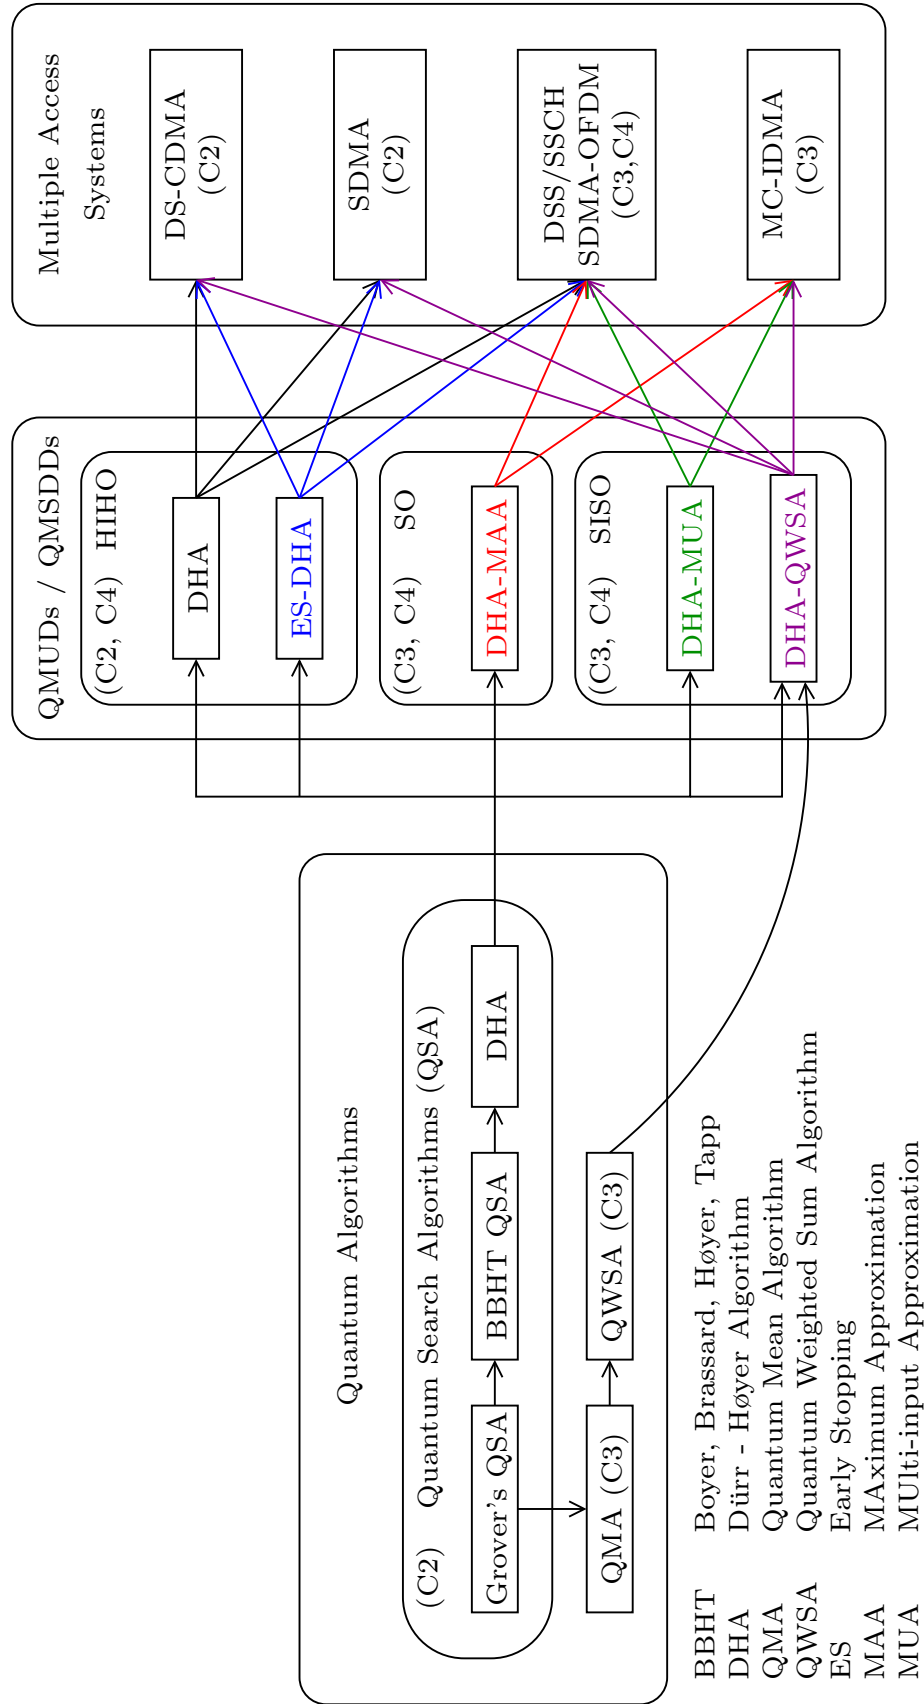 Quantum Algorithms
(C2) Quantum Search Algorithms (QSA)
Grover's QSA
BBHT QSA
DHA
QMA (C3)
QWSA (C3)
QMUDs / QMSDDs
(C2, C4) HIHO
DHA
ES-DHA
(C3, C4) SO
DHA-MAA
(C3, C4) SISO
DHA-MUA
DHA-QWSA
Multiple Access
Systems
DS-CDMA
(C2)
SDMA
(C2)
DSS/SSCH
SDMA-OFDM
(C3,C4)
MC-IDMA
(C3)
BBHT Boyer, Brassard, Høyer, Tapp
DHA Dürr - Høyer Algorithm
QMA Quantum Mean Algorithm
QWSA Quantum Weighted Sum Algorithm
ES Early Stopping
MAA MAximum Approximation
MUA MUlti-input Approximation